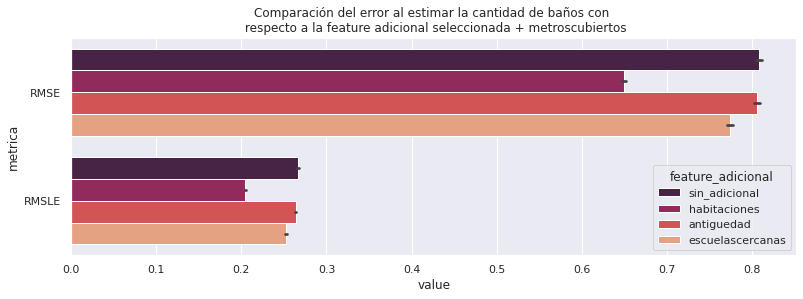 Comparación del error al estimar la cantidad de baños con
respecto a la feature adicional seleccionada + metroscubiertos
metrica
RMSE
RMSLE
feature_adicional
sin_adicional
habitaciones
antiguedad
escuelascercanas
0.0 0.1 0.2 0.3 0.4 0.5 0.6 0.7 0.8
value